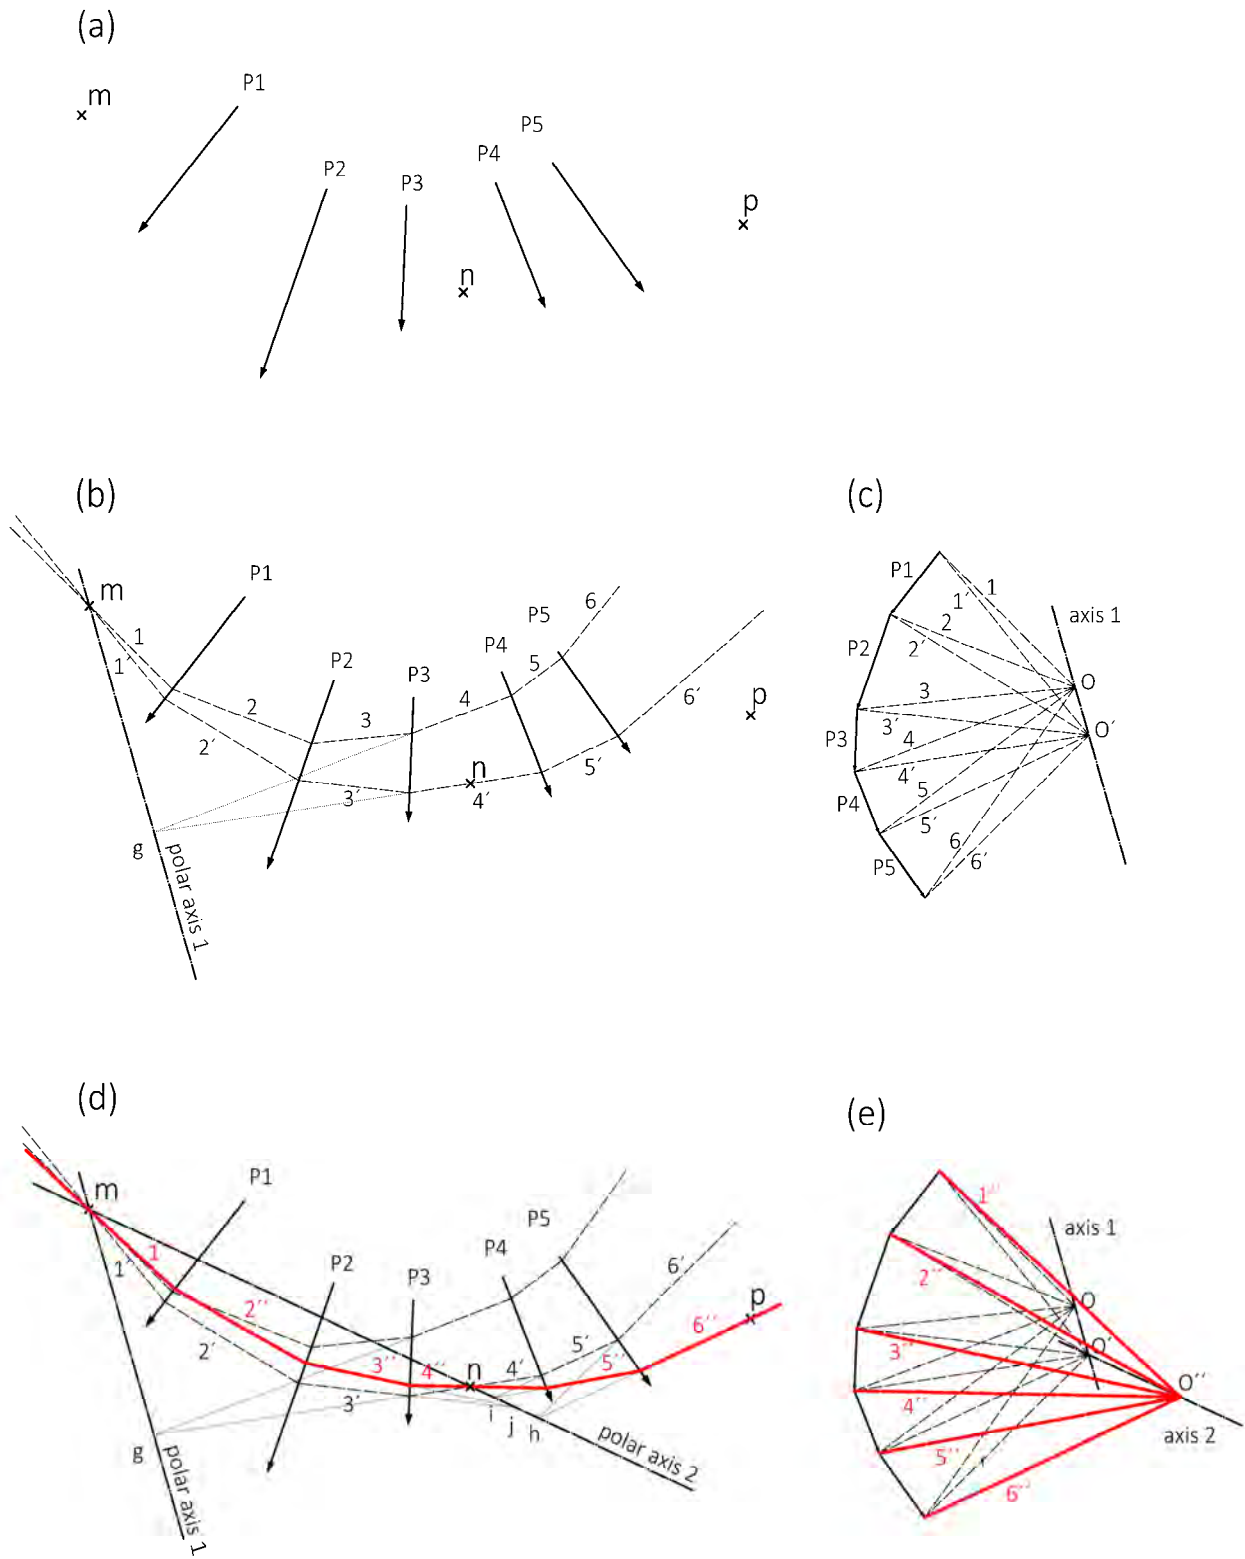 (a)
m
P1
P2
P3
P4
P5
n
p
(b)
m
P1
1
1′
2
2′
P2
3
3′
P3
4
n
4′
P4
5
5′
P5
6
6′
p
g
polar axis 1
(c)
P1
P2
P3
P4
P5
1
1′
2
2′
3
3′
4
4′
5
5′
6
6′
axis 1
O
O′
(d)
m
P1
1
1′
2′′
2′
P2
3′′
3′
P3
4′′
n
4′
P4
5′
5′′
P5
6′
6′′
p
g
i
j
h
polar axis 1
polar axis 2
(e)
1′′
2′′
3′′
4′′
5′′
6′′
axis 1
O
O′
O′′
axis 2